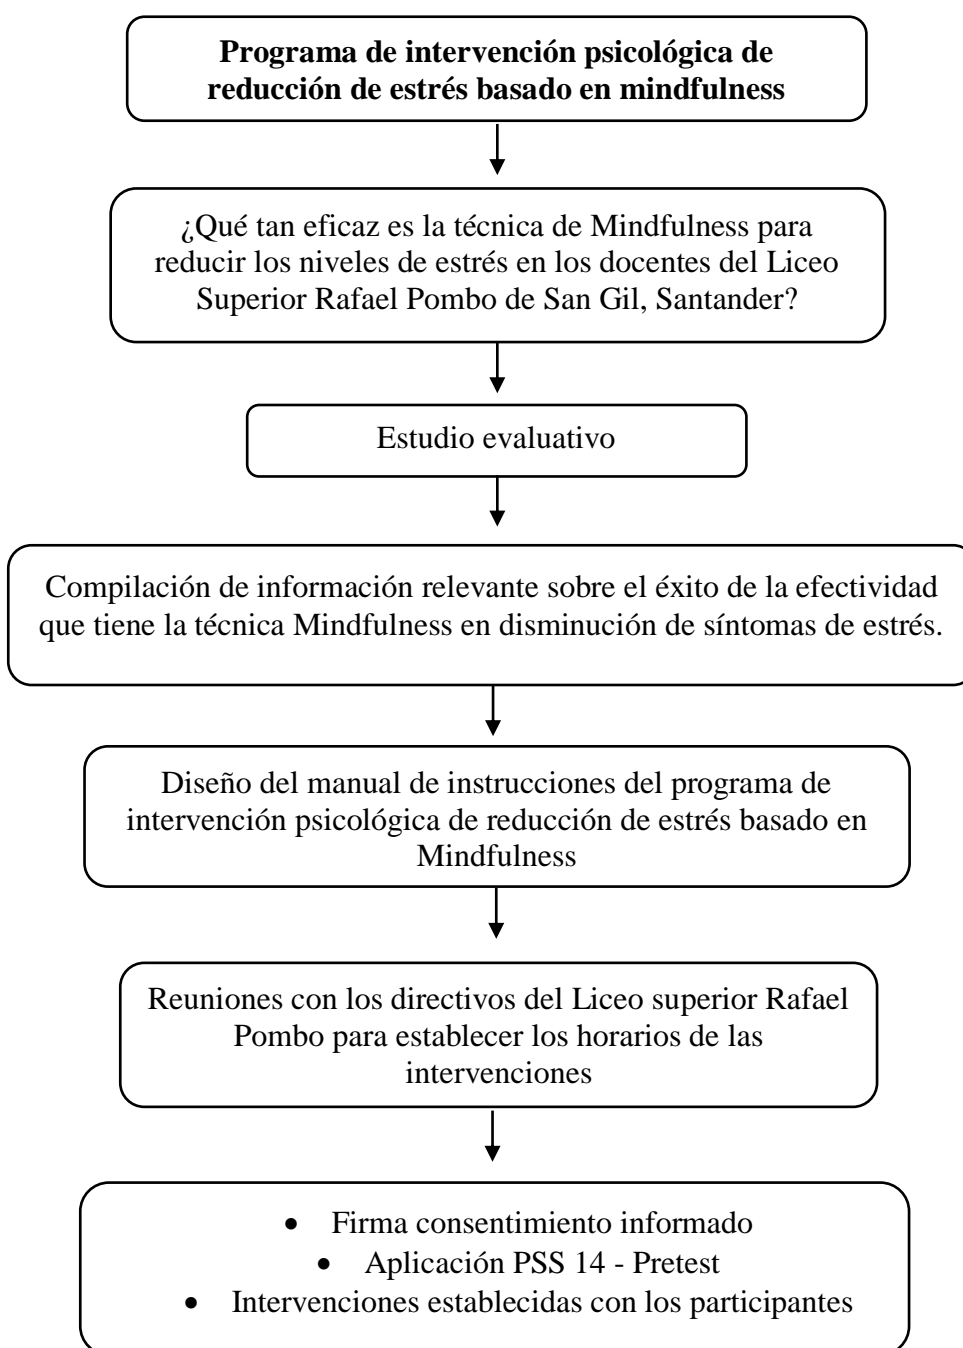 Programa de intervención psicológica de
reducción de estrés basado en mindfulness
¿Qué tan eficaz es la técnica de Mindfulness para
reducir los niveles de estrés en los docentes del Liceo
Superior Rafael Pombo de San Gil, Santander?
Estudio evaluativo
Compilación de información relevante sobre el éxito de la efectividad
que tiene la técnica Mindfulness en disminución de síntomas de estrés.
Diseño del manual de instrucciones del programa de
intervención psicológica de reducción de estrés basado en
Mindfulness
Reuniones con los directivos del Liceo superior Rafael
Pombo para establecer los horarios de las
intervenciones
• Firma consentimiento informado
• Aplicación PSS 14 - Pretest
• Intervenciones establecidas con los participantes